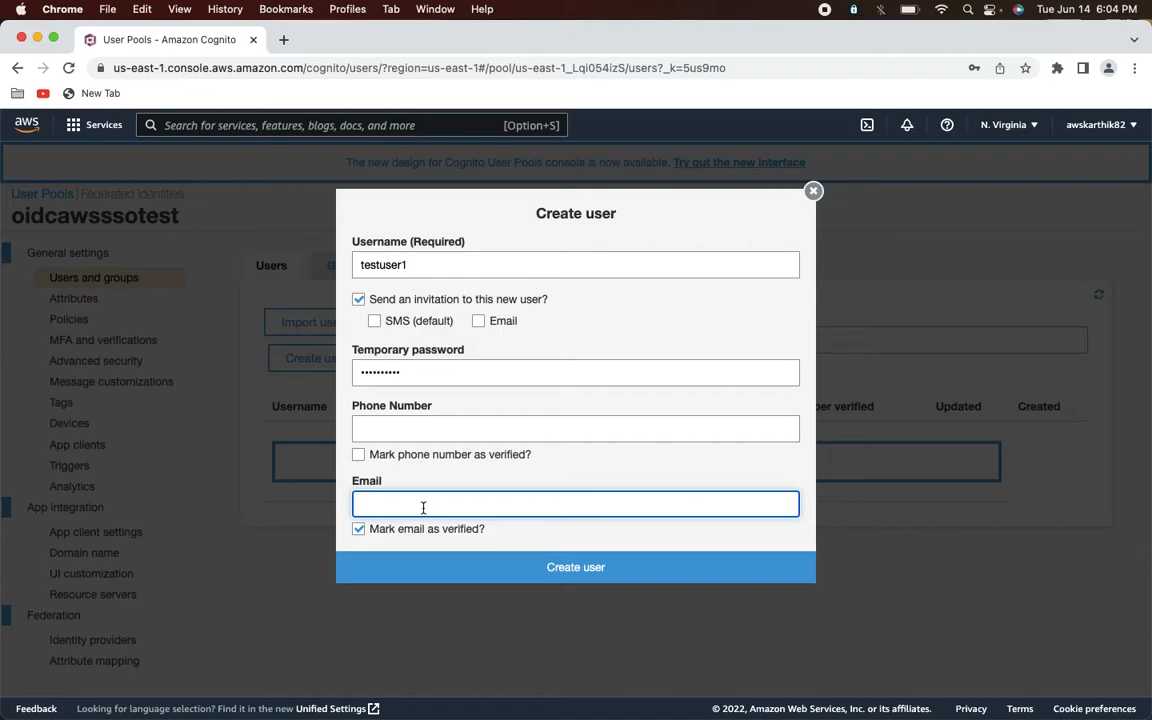 Chrome File Edit View History Bookmarks Profiles Tab Window Help Tue Jun 14 6:04 PM
User Pools - Amazon Cognito
us-east-1.console.aws.amazon.com/cognito/users/?region=us-east-1#/pool/us-east-1_Lqi054izS/users?_k=5us9mo
New Tab
aws Services Search for services, features, blogs, docs, and more [Option+S] N. Virginia awskarthik82
The new design for Cognito User Pools console is now available. Try out the new interface
User Pools | Federated Identities
oidcawsssotest
General settings
Users and groups
Attributes
Policies
MFA and verifications
Advanced security
Message customizations
Tags
Devices
App clients
Triggers
Analytics
App integration
App client settings
Domain name
UI customization
Resource servers
Federation
Identity providers
Attribute mapping
Users G
Import use
Create us
Username er verified Updated Created
Create user
Username (Required)
testuser1
Send an invitation to this new user?
SMS (default) Email
Temporary password
••••••••••
Phone Number
Mark phone number as verified?
Email
Mark email as verified?
Create user
Feedback Looking for language selection? Find it in the new Unified Settings © 2022, Amazon Web Services, Inc. or its affiliates. Privacy Terms Cookie preferences